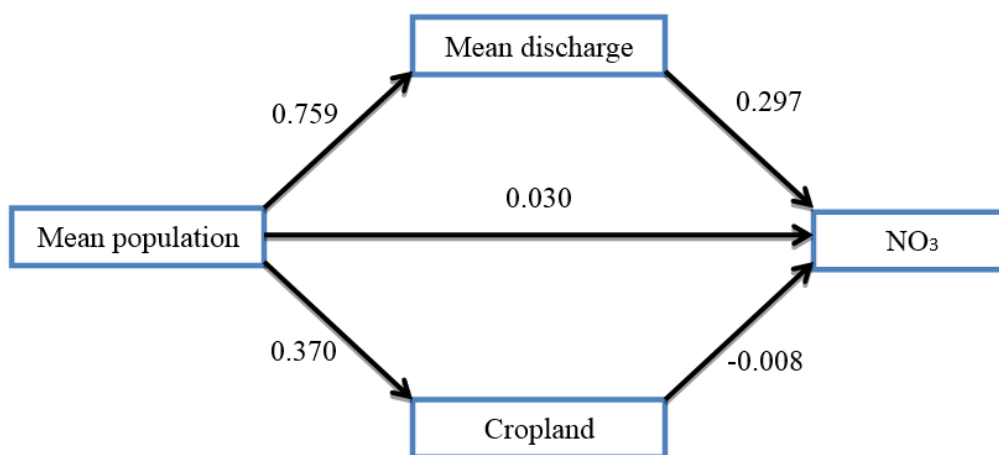 Mean discharge
0.759
0.297
0.030
Mean population
NO₃
0.370
-0.008
Cropland